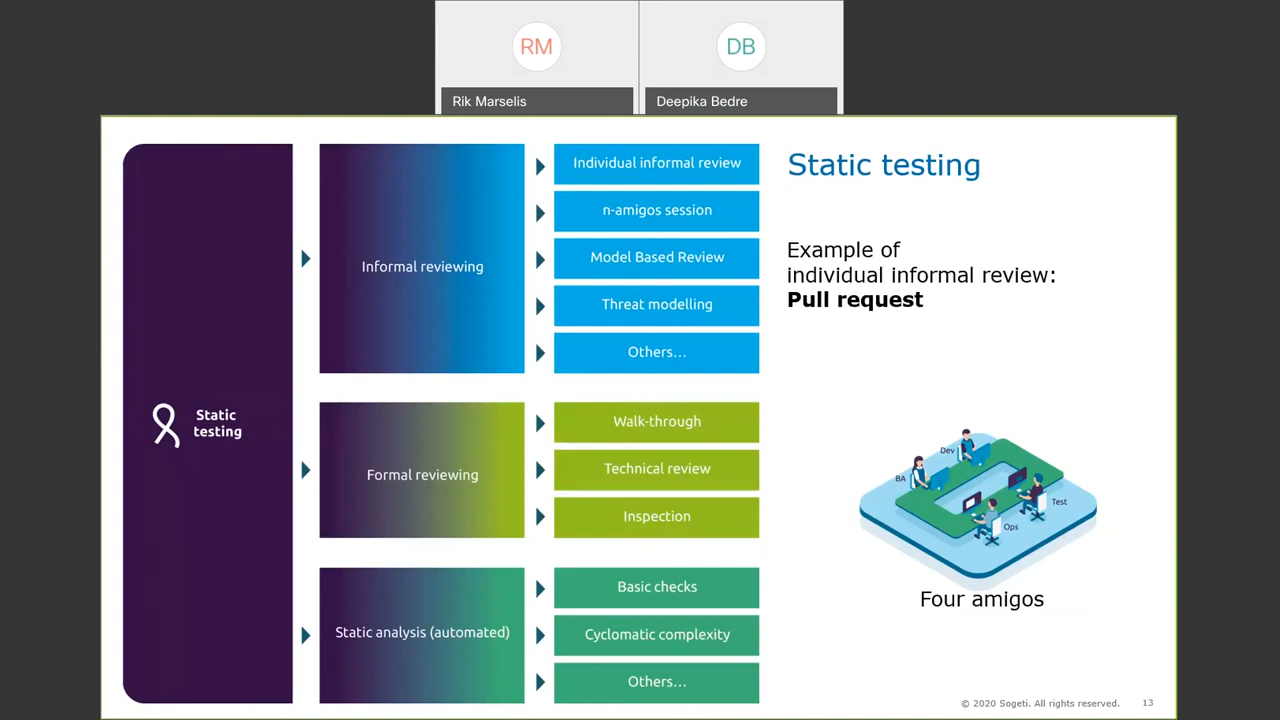 RM
DB
Rik Marselis
Deepika Bedre
Static
testing
Informal reviewing
Individual informal review
n-amigos session
Model Based Review
Threat modelling
Others...
Formal reviewing
Walk-through
Technical review
Inspection
Static analysis (automated)
Basic checks
Cyclomatic complexity
Others...
Static testing
Example of
individual informal review:
Pull request
Dev
BA
Test
Ops
Four amigos
© 2020 Sogeti. All rights reserved.
13